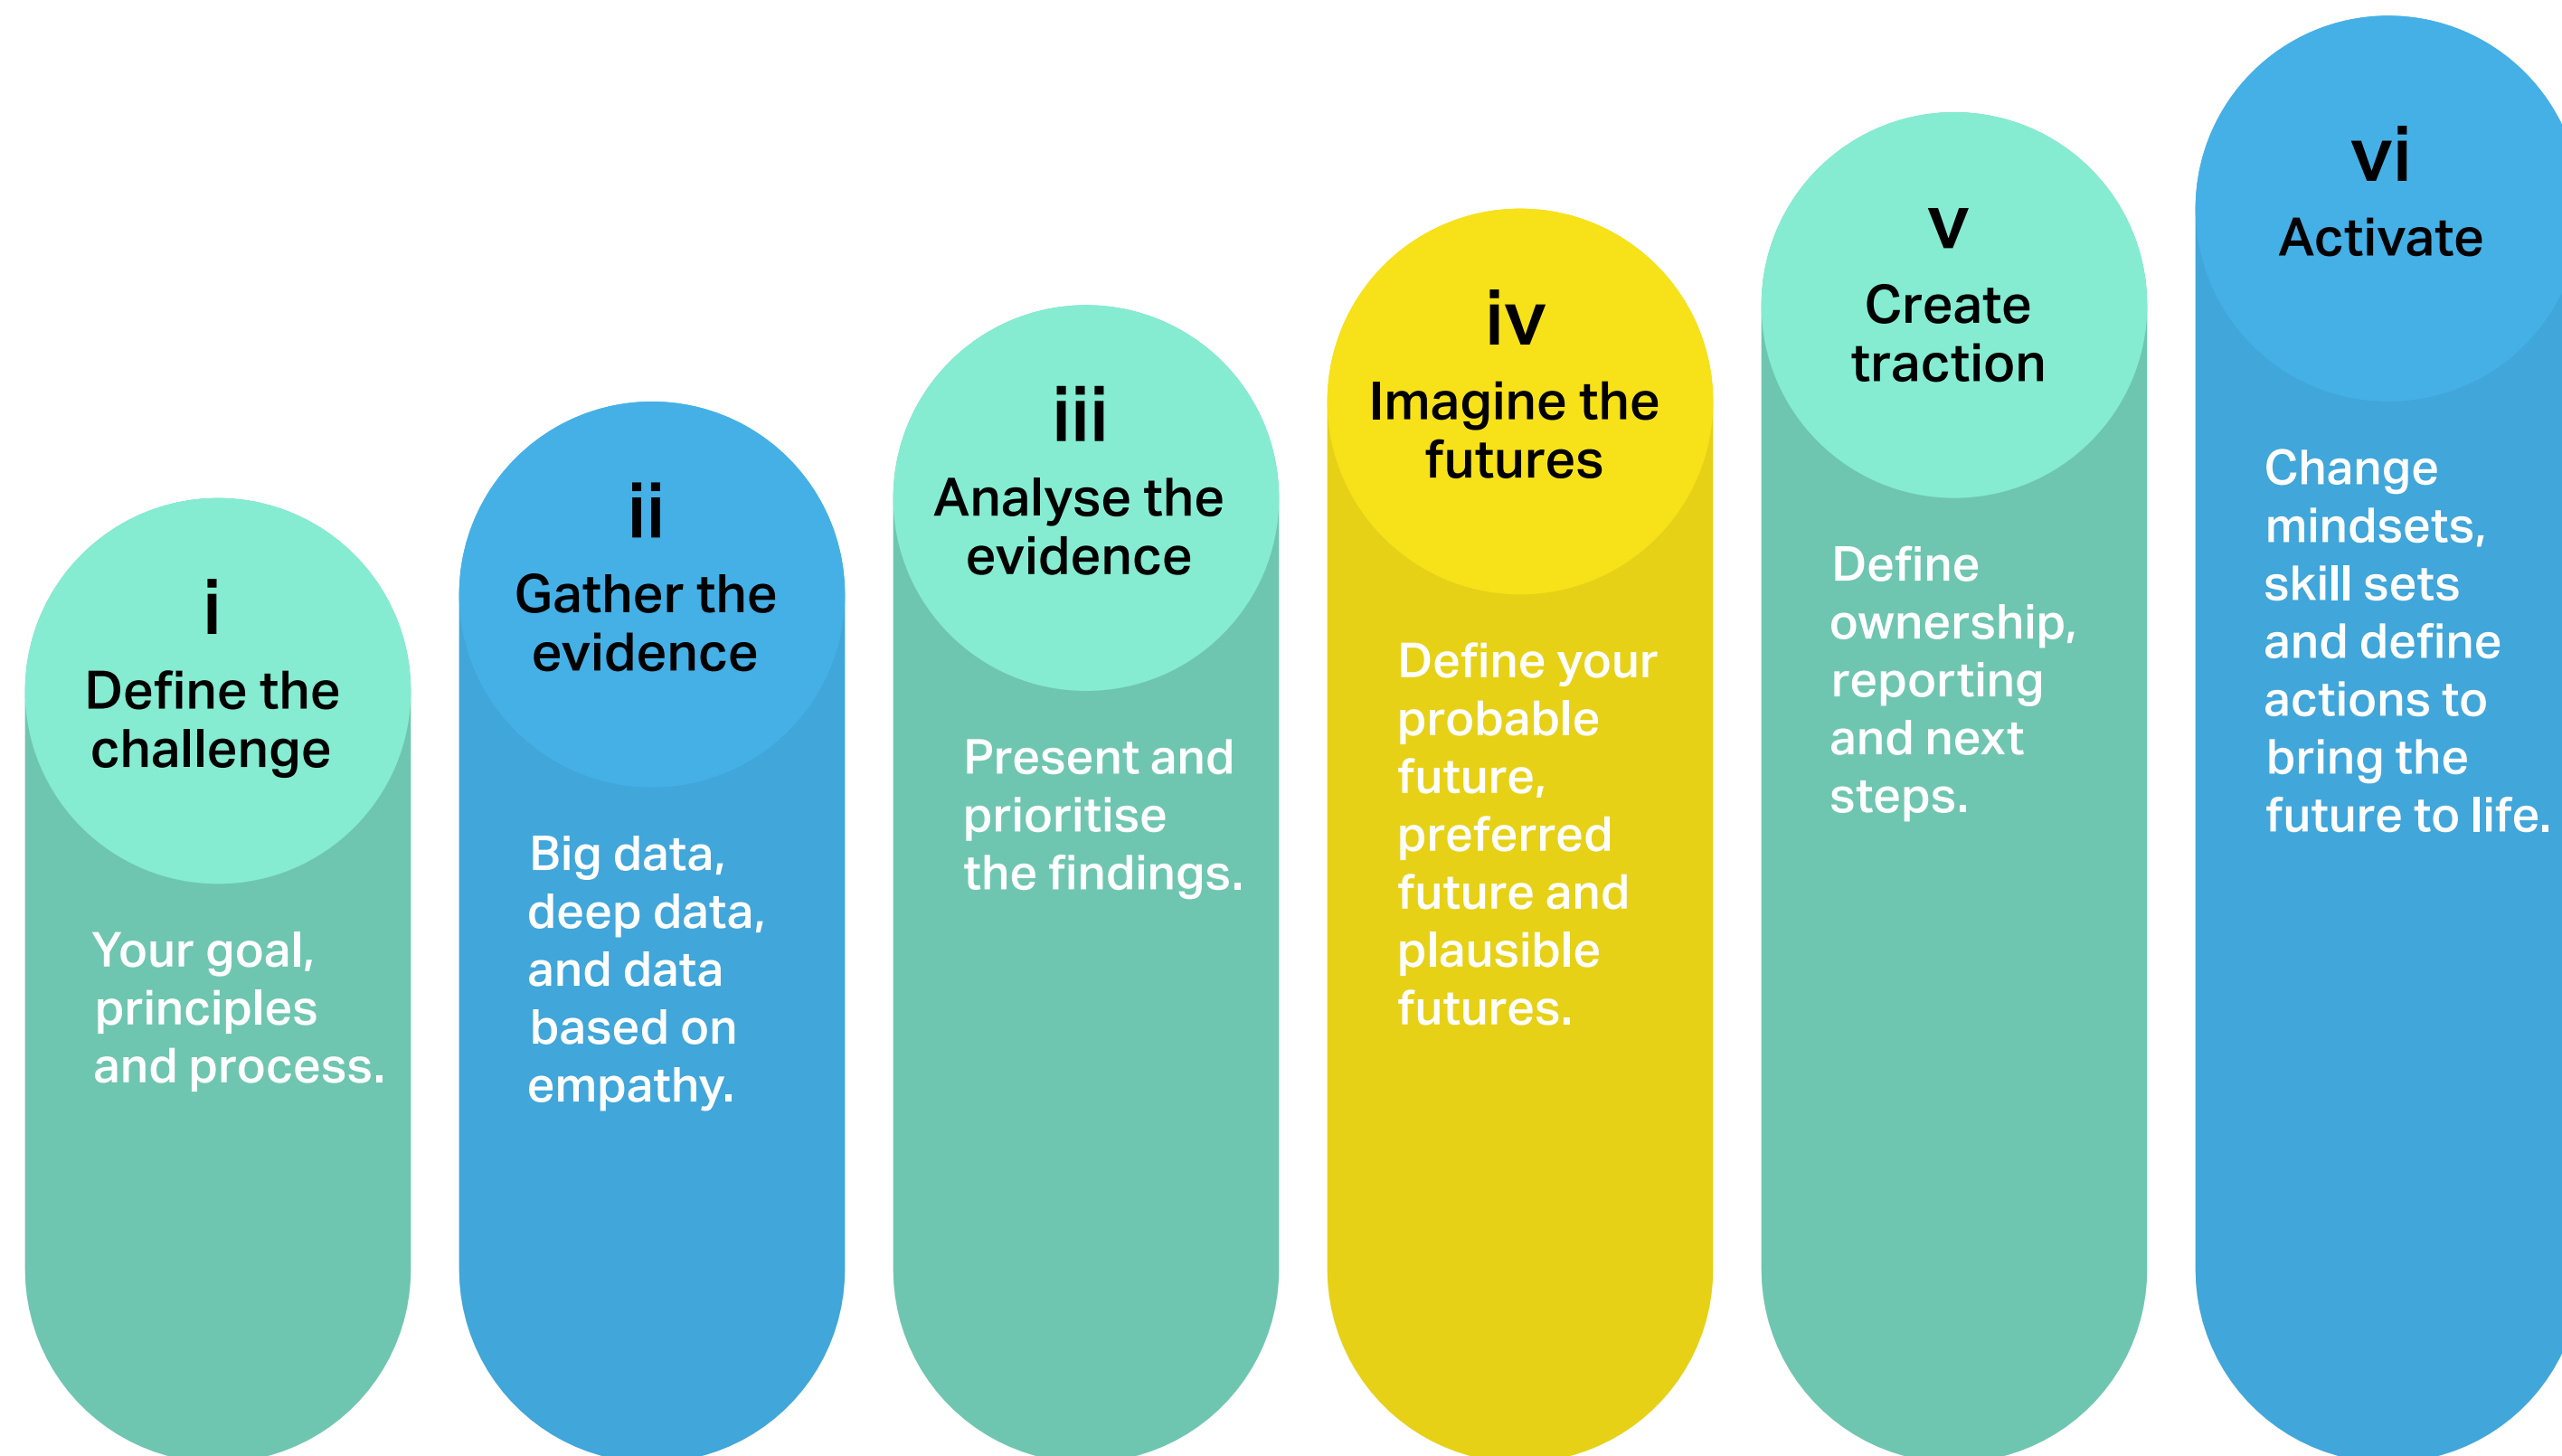 i
Define the
challenge
Your goal,
principles
and process.
ii
Gather the
evidence
Big data,
deep data,
and data
based on
empathy.
iii
Analyse the
evidence
Present and
prioritise
the findings.
iv
Imagine the
futures
Define your
probable
future,
preferred
future and
plausible
futures.
v
Create
traction
Define
ownership,
reporting
and next
steps.
vi
Activate
Change
mindsets,
skill sets
and define
actions to
bring the
future to life.